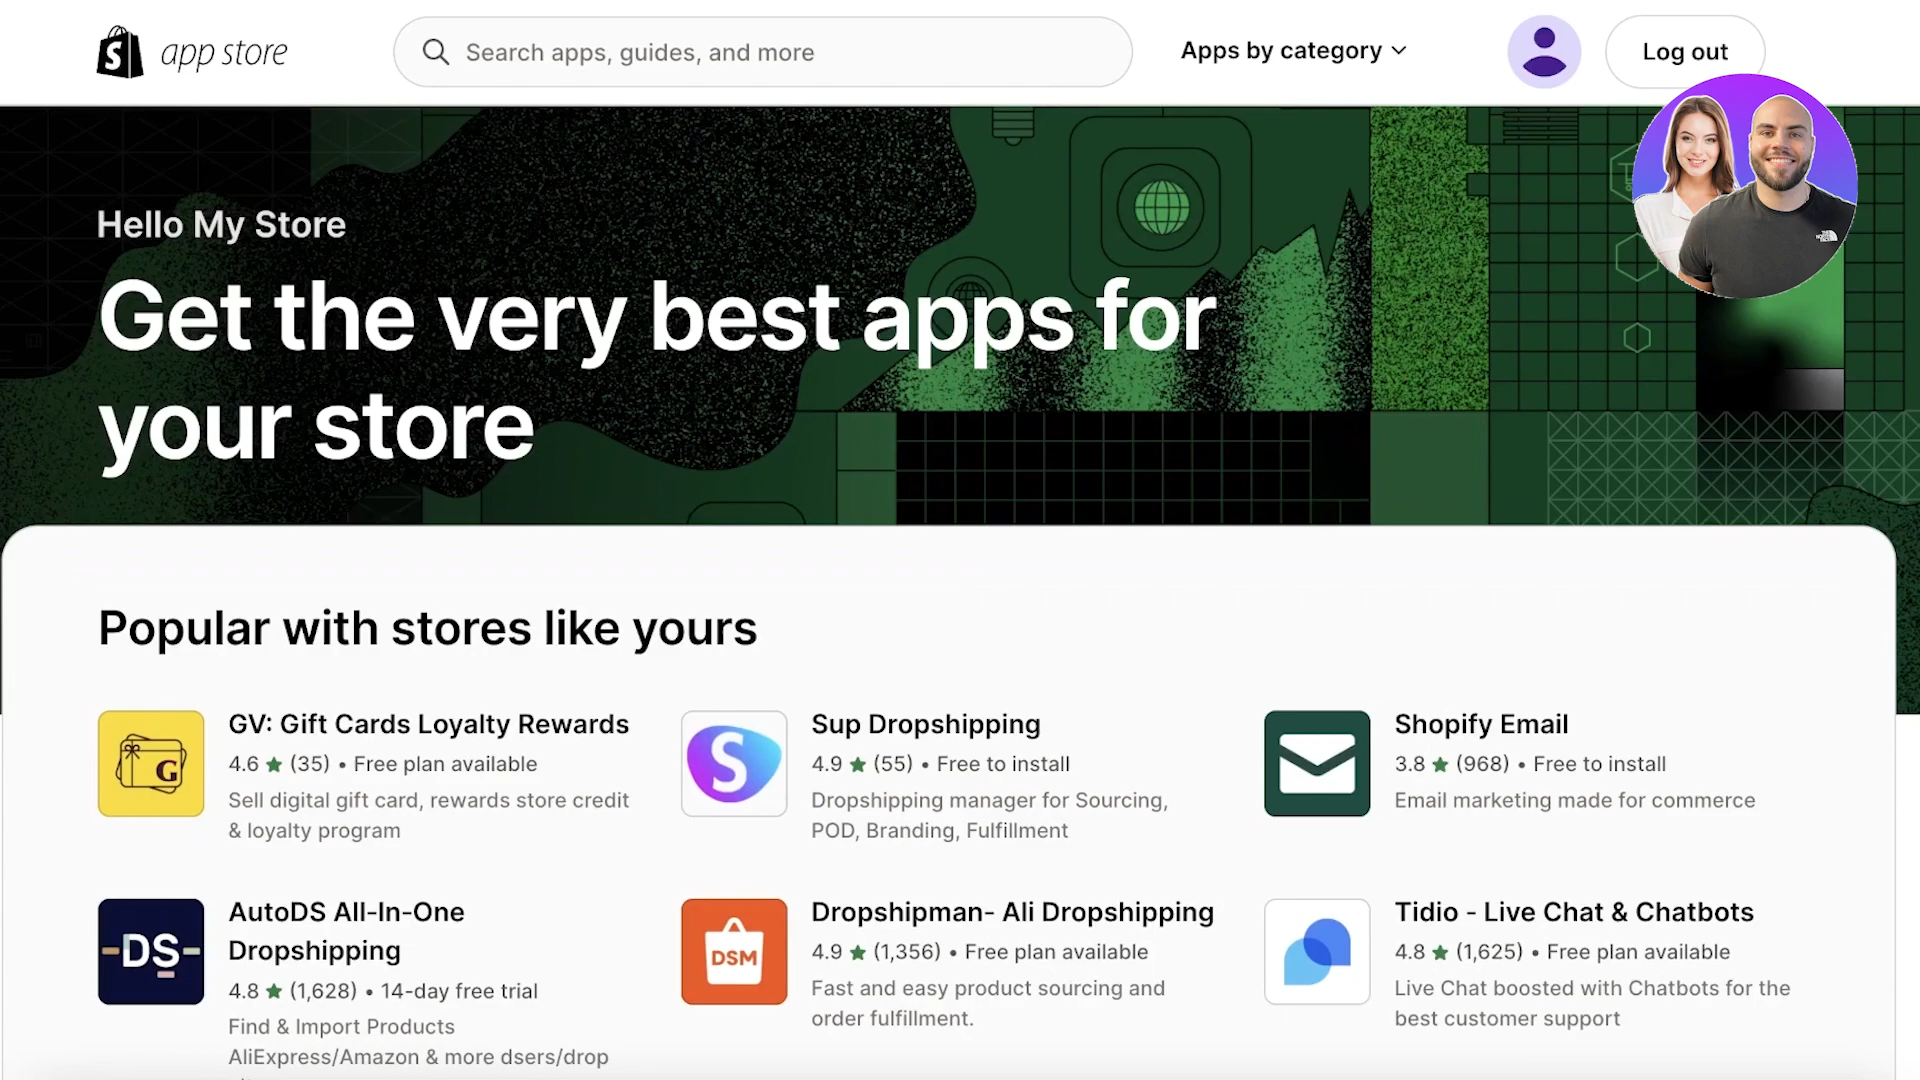 app store
Search apps, guides, and more
Apps by category
Log out
Hello My Store
Get the very best apps for
your store
Popular with stores like yours
GV: Gift Cards Loyalty Rewards
4.6 ★ (35) • Free plan available
Sell digital gift card, rewards store credit
& loyalty program
Sup Dropshipping
4.9 ★ (55) • Free to install
Dropshipping manager for Sourcing,
POD, Branding, Fulfillment
Shopify Email
3.8 ★ (968) • Free to install
Email marketing made for commerce
DS
AutoDS All-In-One
Dropshipping
4.8 ★ (1,628) • 14-day free trial
Find & Import Products
AliExpress/Amazon & more dsers/drop
DSM
Dropshipman- Ali Dropshipping
4.9 ★ (1,356) • Free plan available
Fast and easy product sourcing and
order fulfillment.
Tidio - Live Chat & Chatbots
4.8 ★ (1,625) • Free plan available
Live Chat boosted with Chatbots for the
best customer support